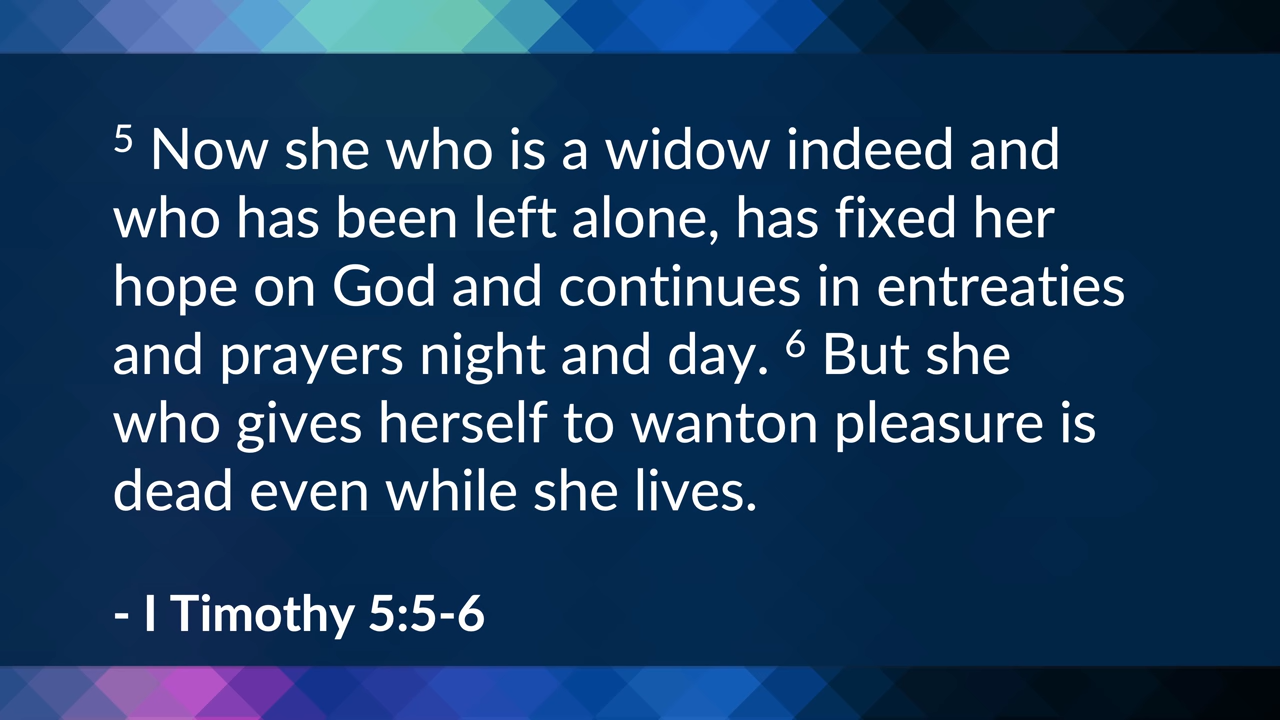 5 Now she who is a widow indeed and
who has been left alone, has fixed her
hope on God and continues in entreaties
and prayers night and day. 6 But she
who gives herself to wanton pleasure is
dead even while she lives.
- I Timothy 5:5-6